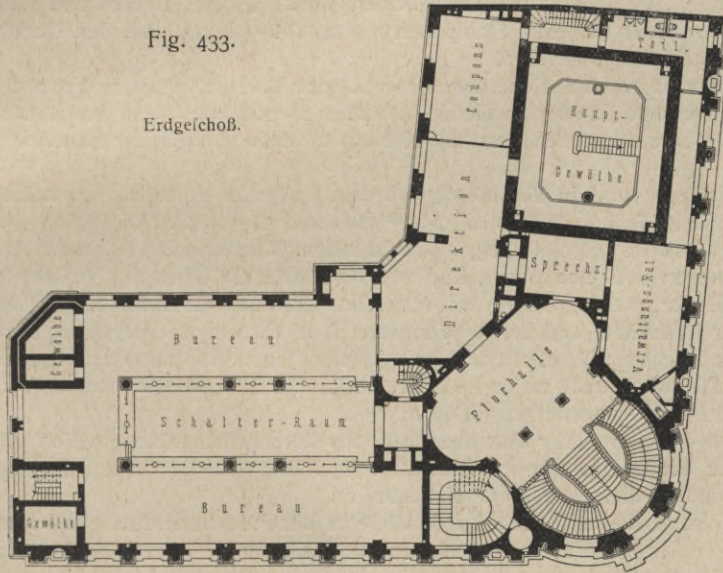 Fig. 433.
Erdgeſchoß.
Coupons
Toil.
Haupt-
Gewölbe
Direktion
Sprechz.
Verwaltungs-Rat
Gewölbe
Bureau
Flurhalle
Schalter-Raum
Bureau
Gewölbe